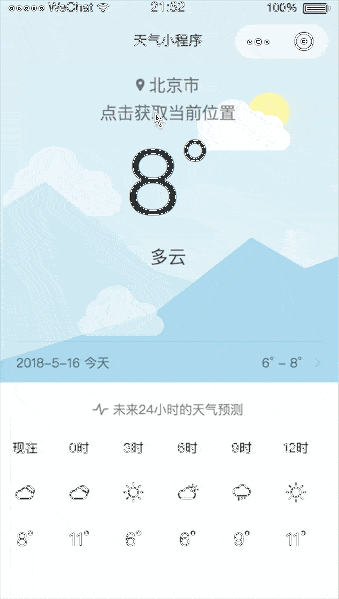 WeChat 21:52 100%
天气小程序
北京市
点击获取当前位置
8°
多云
2018-5-16 今天 6° - 8°
未来24小时的天气预测
现在 0时 3时 6时 9时 12时
8° 11° 6° 6° 9° 11°